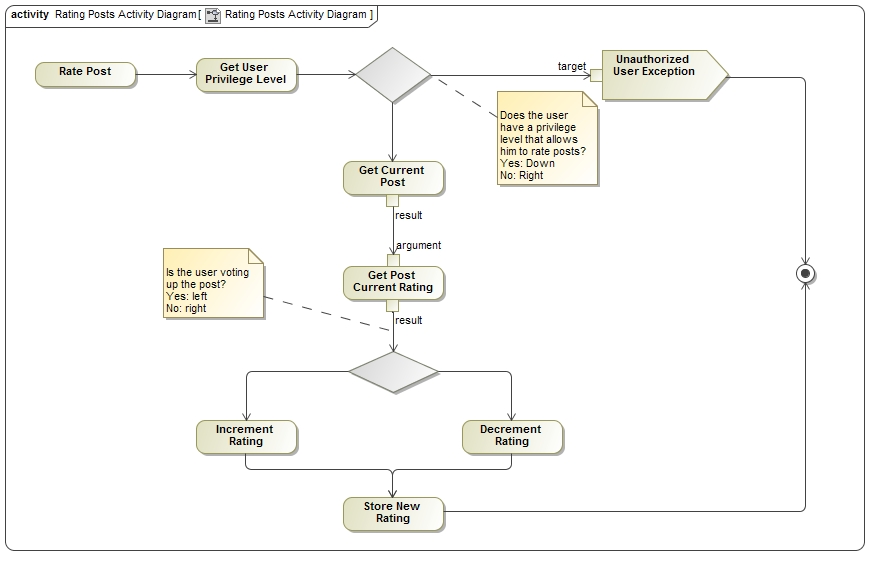 activity Rating Posts Activity Diagram[ Rating Posts Activity Diagram ]
Rate Post
Get User
Privilege Level
target
Unauthorized
User Exception
Does the user
have a privilege
level that allows
him to rate posts?
Yes: Down
No: Right
Get Current
Post
result
argument
Get Post
Current Rating
result
Is the user voting
up the post?
Yes: left
No: right
Increment
Rating
Decrement
Rating
Store New
Rating